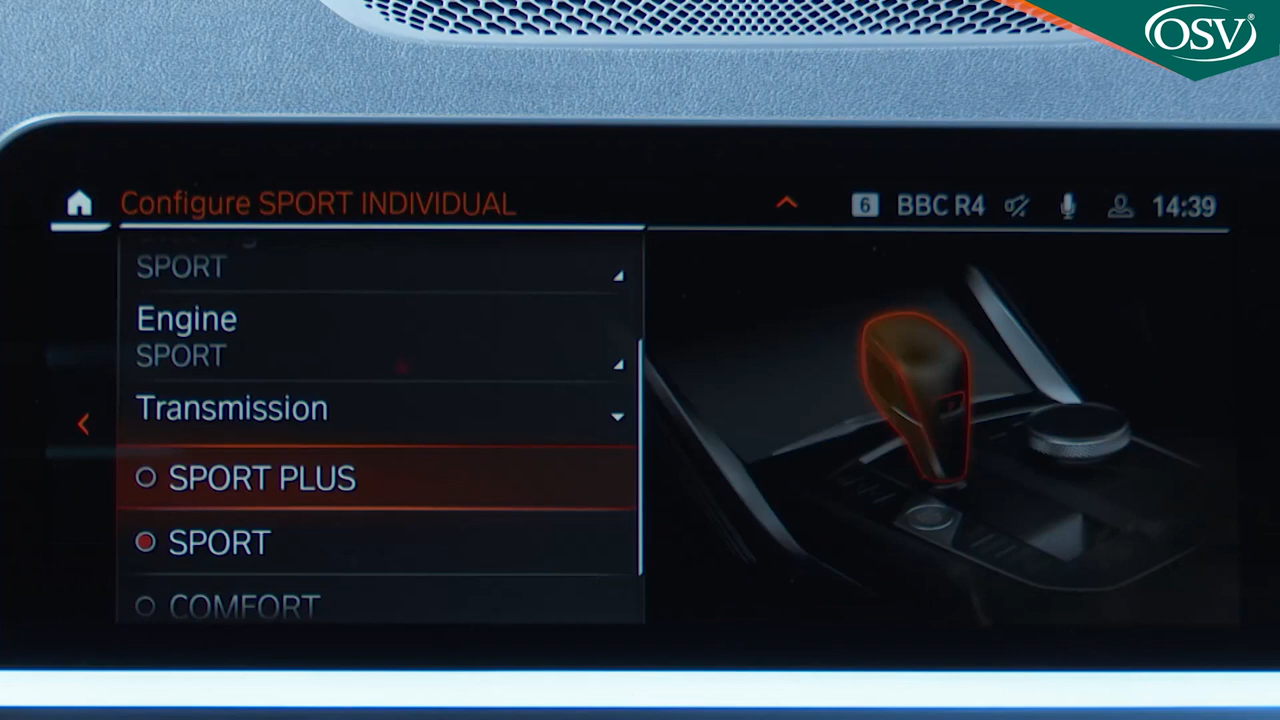 OSV®
Configure SPORT INDIVIDUAL
6 BBC R4 14:39
SPORT
Engine
SPORT
Transmission
SPORT PLUS
SPORT
COMFORT